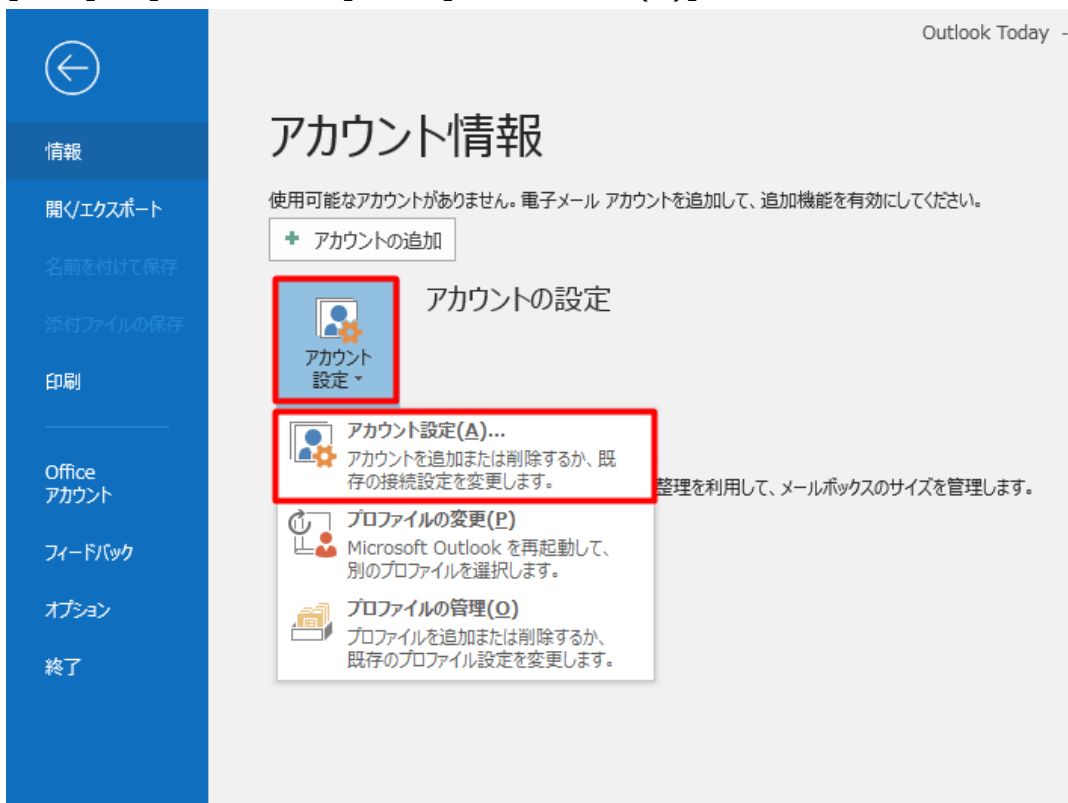 Outlook Today -
アカウント情報
情報
使用可能なアカウントがありません。電子メール アカウントを追加して、追加機能を有効にしてください。
開く/エクスポート
+ アカウントの追加
名前を付けて保存
添付ファイルの保存
印刷
Office
アカウント
フィードバック
オプション
終了
アカウント
設定
アカウントの設定
アカウント設定(A)...
アカウントを追加または削除するか、既
存の接続設定を変更します。
整理を利用して、メールボックスのサイズを管理します。
プロファイルの変更(P)
Microsoft Outlook を再起動して、
別のプロファイルを選択します。
プロファイルの管理(O)
プロファイルを追加または削除するか、
既存のプロファイル設定を変更します。